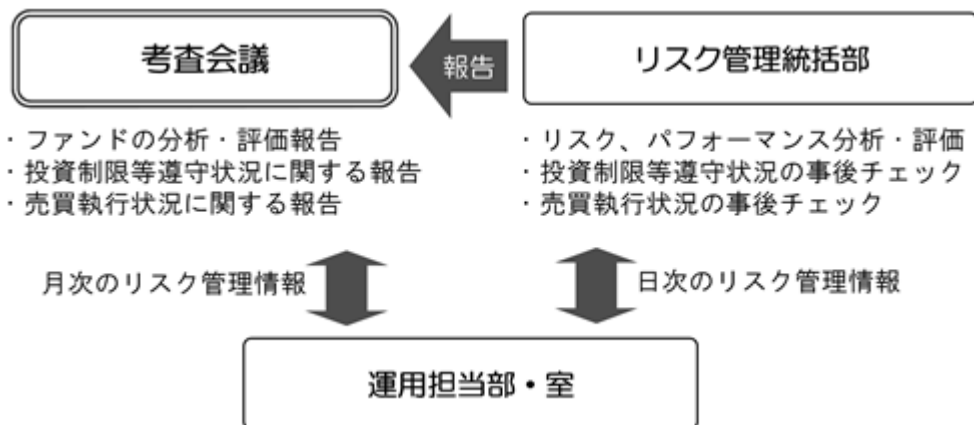 考査会議
報告
リスク管理統括部
・ファンドの分析・評価報告
・投資制限等遵守状況に関する報告
・売買執行状況に関する報告
・リスク、パフォーマンス分析・評価
・投資制限等遵守状況の事後チェック
・売買執行状況の事後チェック
月次のリスク管理情報
日次のリスク管理情報
運用担当部・室